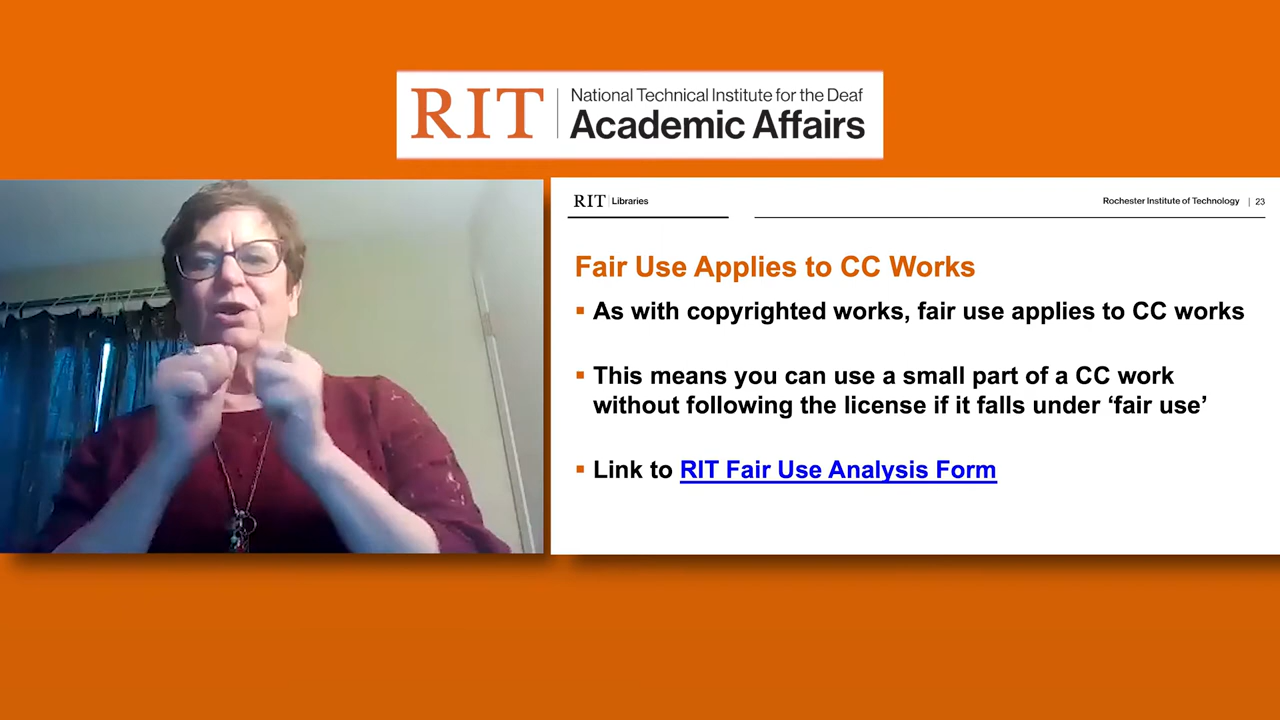 RIT National Technical Institute for the Deaf
Academic Affairs
RIT Libraries
Rochester Institute of Technology | 23
Fair Use Applies to CC Works
▪ As with copyrighted works, fair use applies to CC works
▪ This means you can use a small part of a CC work
without following the license if it falls under ‘fair use’
▪ Link to RIT Fair Use Analysis Form